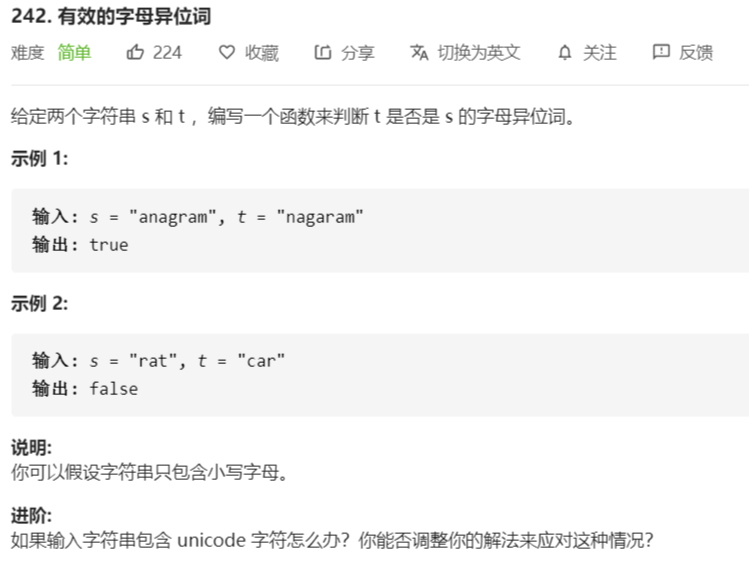 242. 有效的字母异位词
难度 简单 224 收藏 分享 切换为英文 关注 反馈
给定两个字符串 s 和 t ，编写一个函数来判断 t 是否是 s 的字母异位词。
示例 1:
输入: s = "anagram", t = "nagaram"
输出: true
示例 2:
输入: s = "rat", t = "car"
输出: false
说明:
你可以假设字符串只包含小写字母。
进阶:
如果输入字符串包含 unicode 字符怎么办？你能否调整你的解法来应对这种情况？